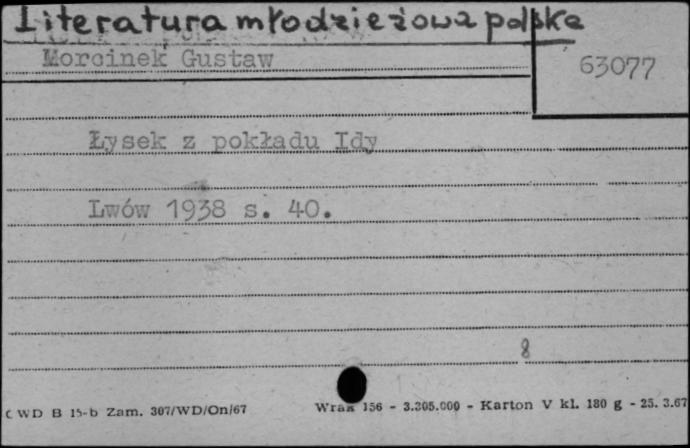 Literatura młodzieżowa polska
Morcinek Gustaw
63077
Łysek z pokładu Idy
Lwów 1938 s. 40.
8
CWD B 15-b Zam. 307/WD/On/67 Wrak 156 - 3.305.000 - Karton V kl. 180 g - 25. 3.67